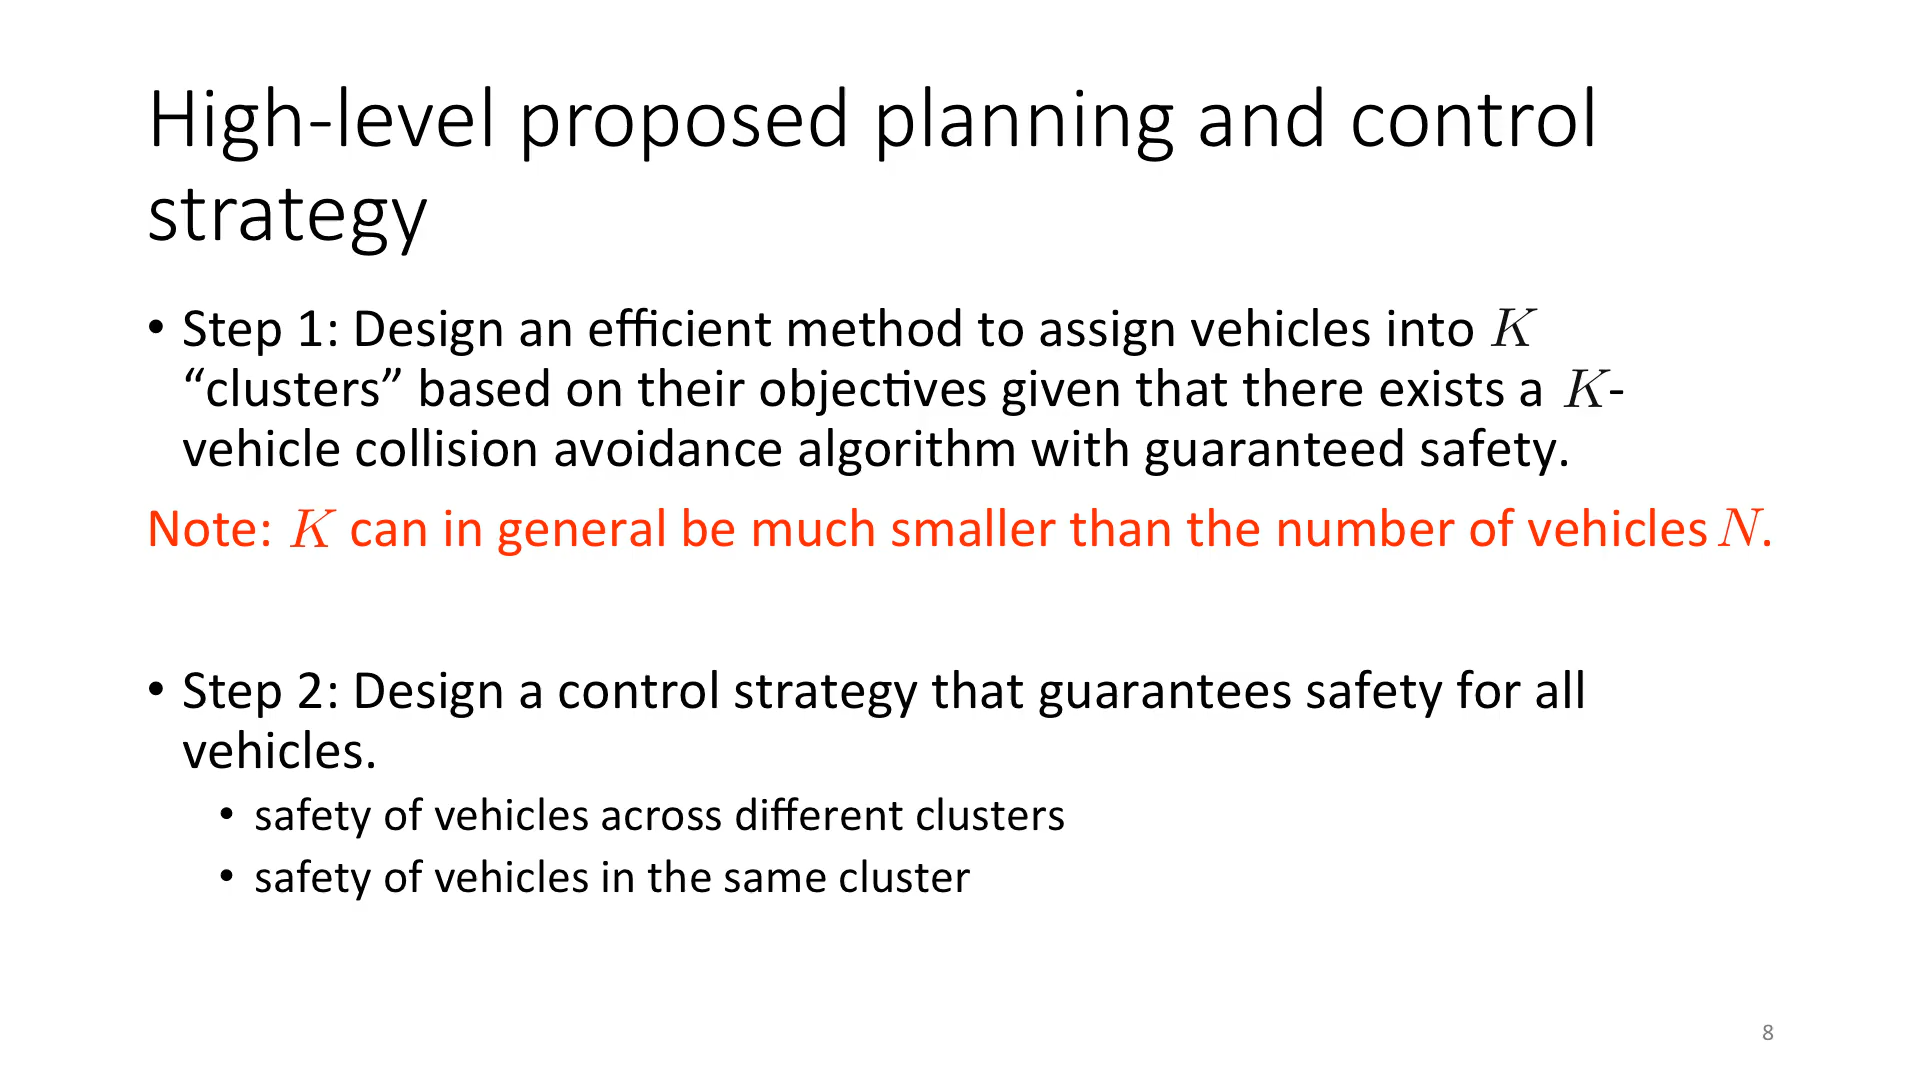 High-level proposed planning and control
strategy
• Step 1: Design an efficient method to assign vehicles into K
“clusters” based on their objectives given that there exists a K-
vehicle collision avoidance algorithm with guaranteed safety.
Note: K can in general be much smaller than the number of vehicles N.
• Step 2: Design a control strategy that guarantees safety for all
vehicles.
• safety of vehicles across different clusters
• safety of vehicles in the same cluster
8